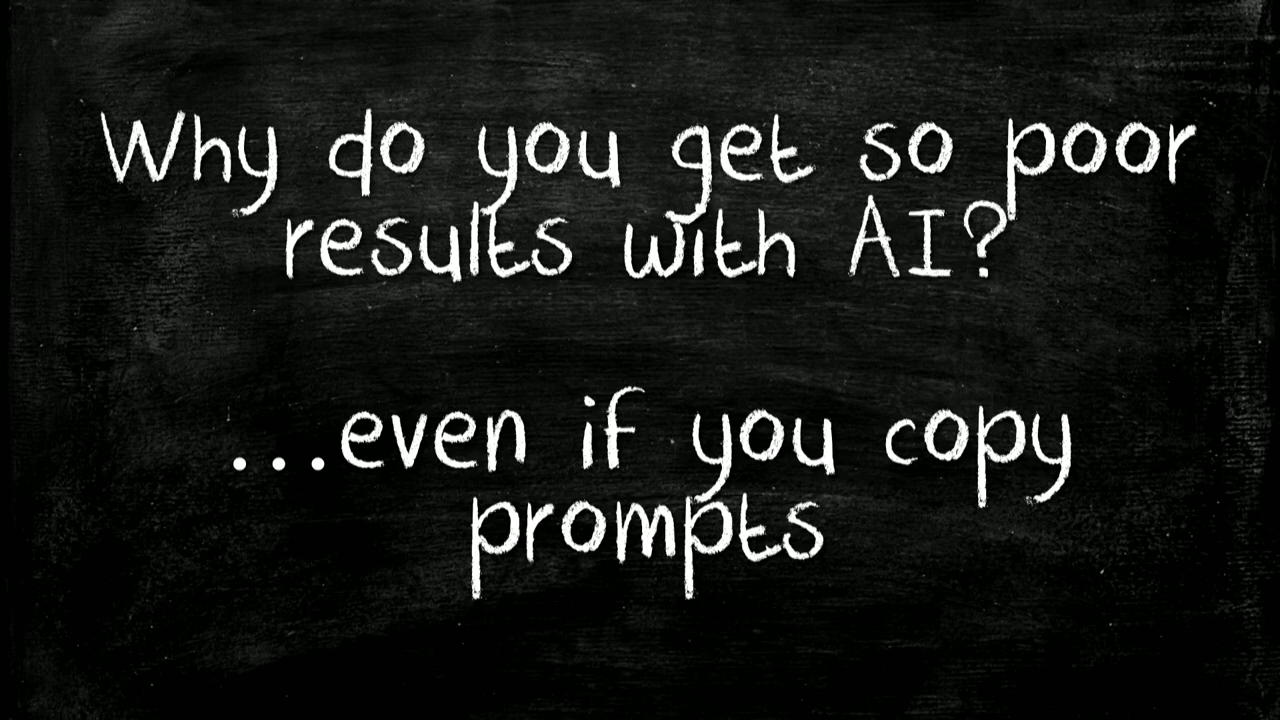 Why do you get so poor
results with AI?
...even if you copy
prompts